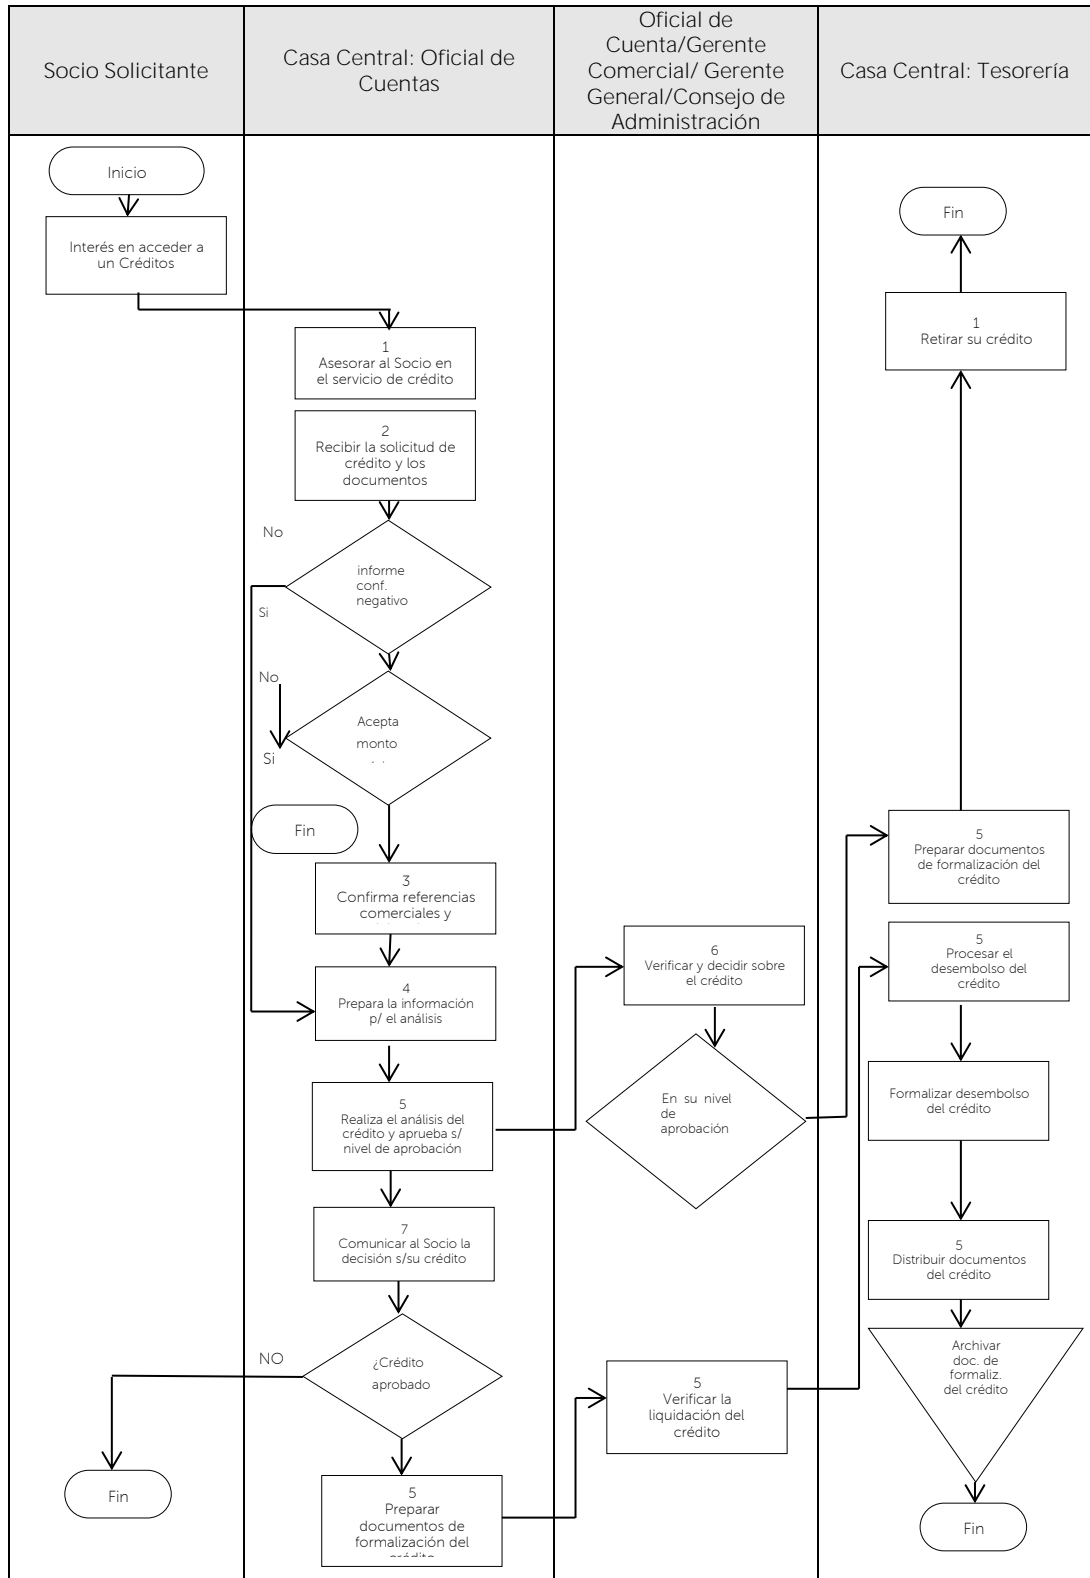 Socio Solicitante
Casa Central: Oficial de
Cuentas
Oficial de
Cuenta/Gerente
Comercial/ Gerente
General/Consejo de
Administración
Casa Central: Tesorería
Inicio
Interés en acceder a
un Créditos
1
Asesorar al Socio en
el servicio de crédito
2
Recibir la solicitud de
crédito y los
documentos
No
informe
conf.
negativo
Si
No
Acepta
monto
Si
Fin
3
Confirma referencias
comerciales y
4
Prepara la información
p/ el análisis
5
Realiza el análisis del
crédito y aprueba s/
nivel de aprobación
7
Comunicar al Socio la
decisión s/su crédito
NO
¿Crédito
aprobado
Fin
5
Preparar
documentos de
formalización del
crédito
6
Verificar y decidir sobre
el crédito
En su nivel
de
aprobación
5
Verificar la
liquidación del
crédito
Fin
1
Retirar su crédito
5
Preparar documentos
de formalización del
crédito
5
Procesar el
desembolso del
crédito
Formalizar desembolso
del crédito
5
Distribuir documentos
del crédito
Archivar
doc. de
formaliz.
del crédito
Fin